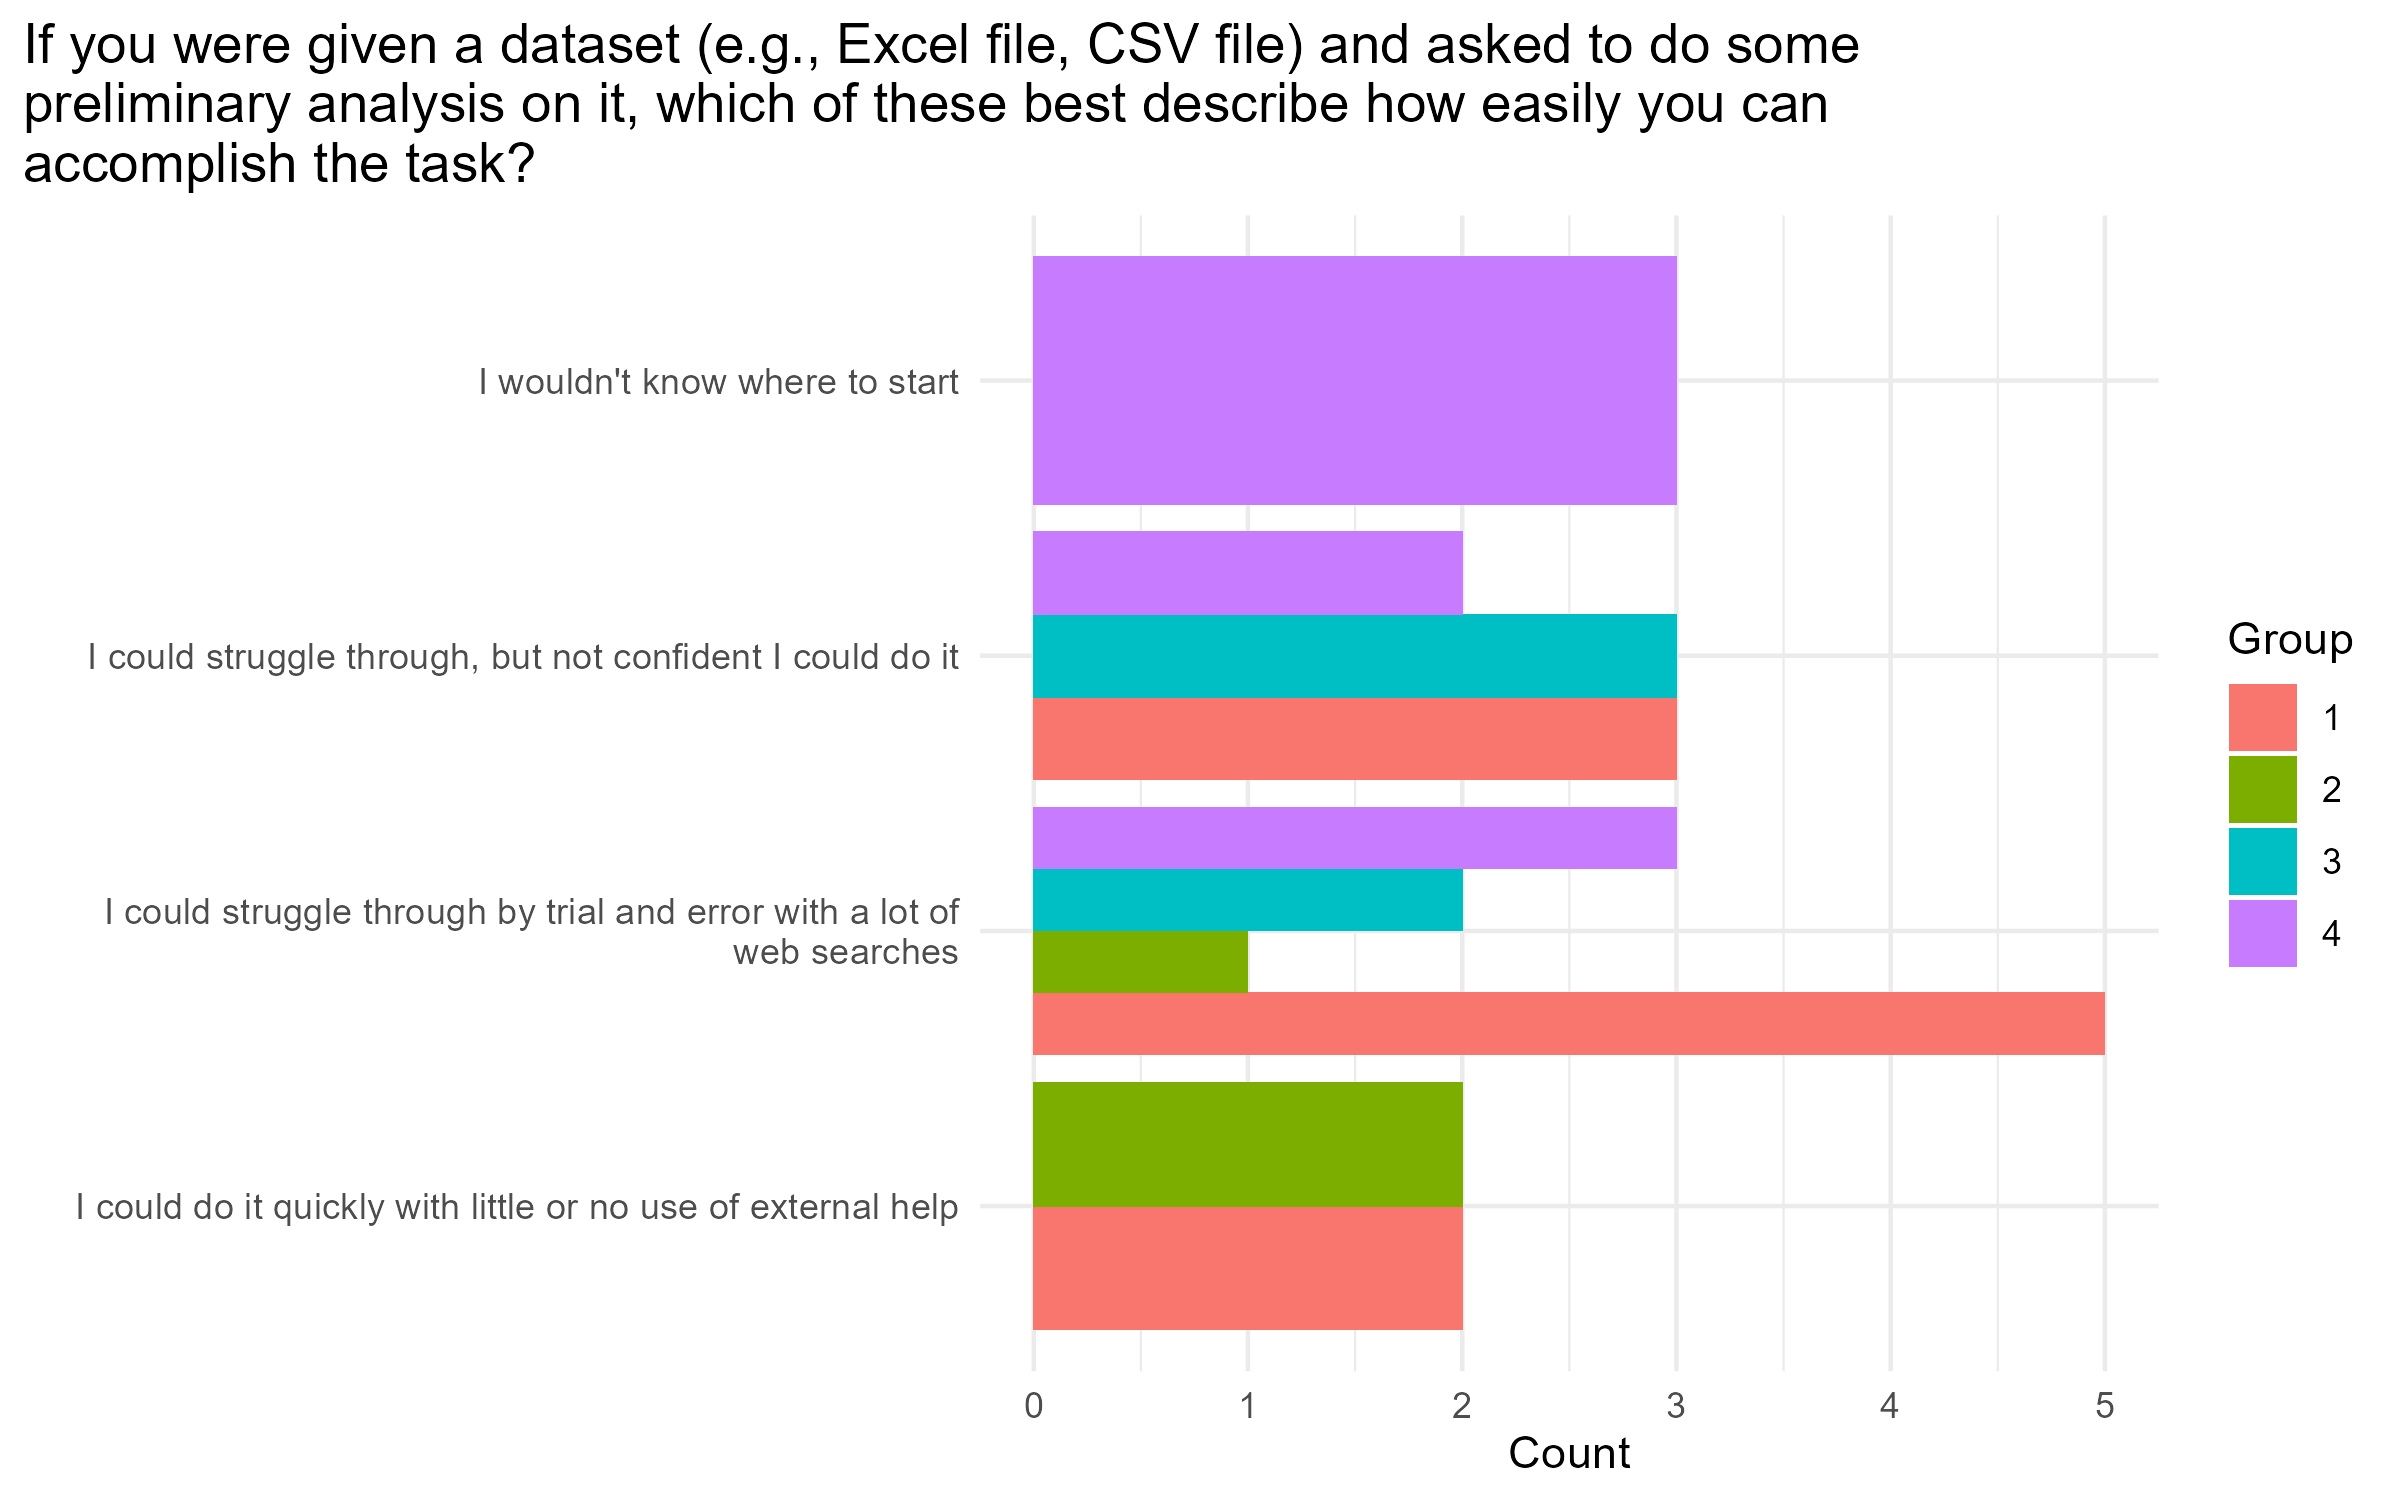 If you were given a dataset (e.g., Excel file, CSV file) and asked to do some
preliminary analysis on it, which of these best describe how easily you can
accomplish the task?
I wouldn't know where to start
I could struggle through, but not confident I could do it
I could struggle through by trial and error with a lot of
web searches
I could do it quickly with little or no use of external help
0 1 2 3 4 5
Count
Group
1
2
3
4